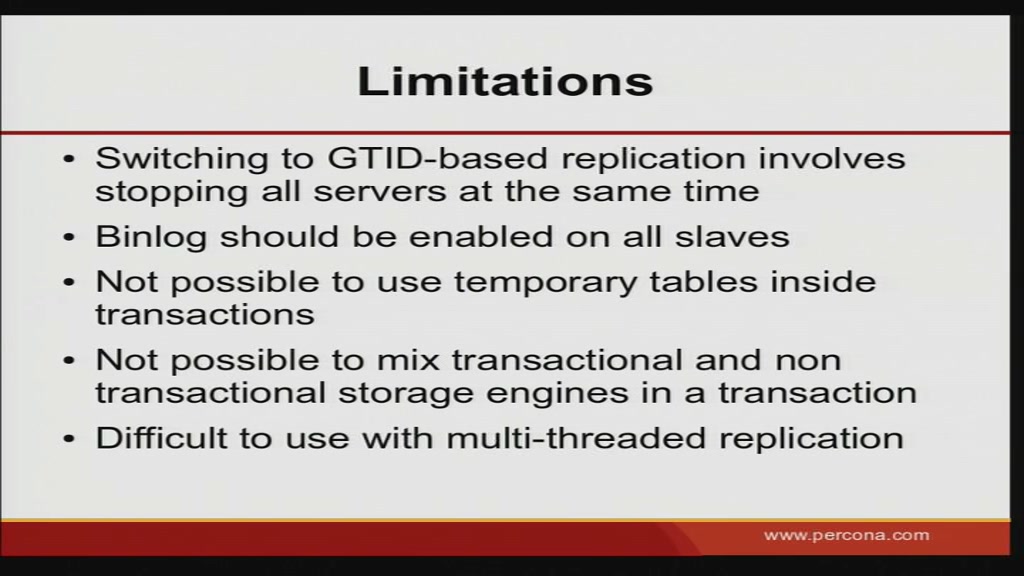 Limitations
• Switching to GTID-based replication involves
stopping all servers at the same time
• Binlog should be enabled on all slaves
• Not possible to use temporary tables inside
transactions
• Not possible to mix transactional and non
transactional storage engines in a transaction
• Difficult to use with multi-threaded replication
www.percona.com